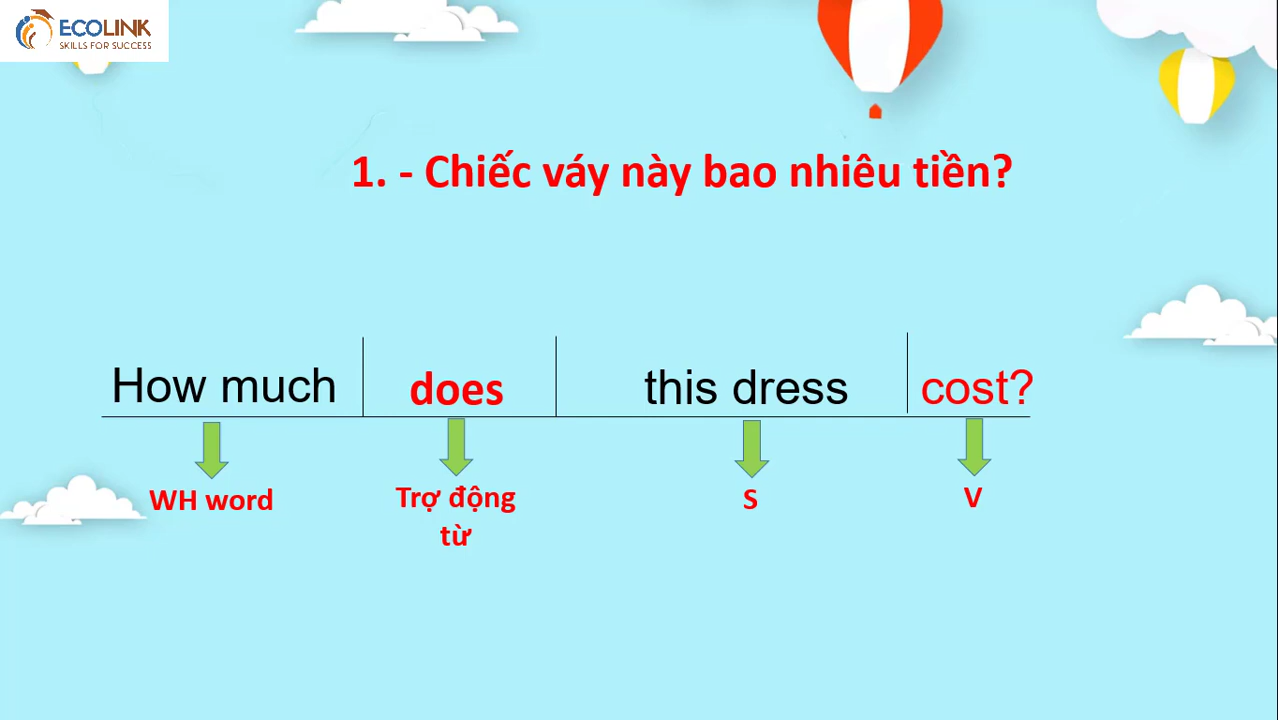 ECOLINK
SKILLS FOR SUCCESS
1. - Chiếc váy này bao nhiêu tiền?
How much does this dress cost?
WH word Trợ động từ S V